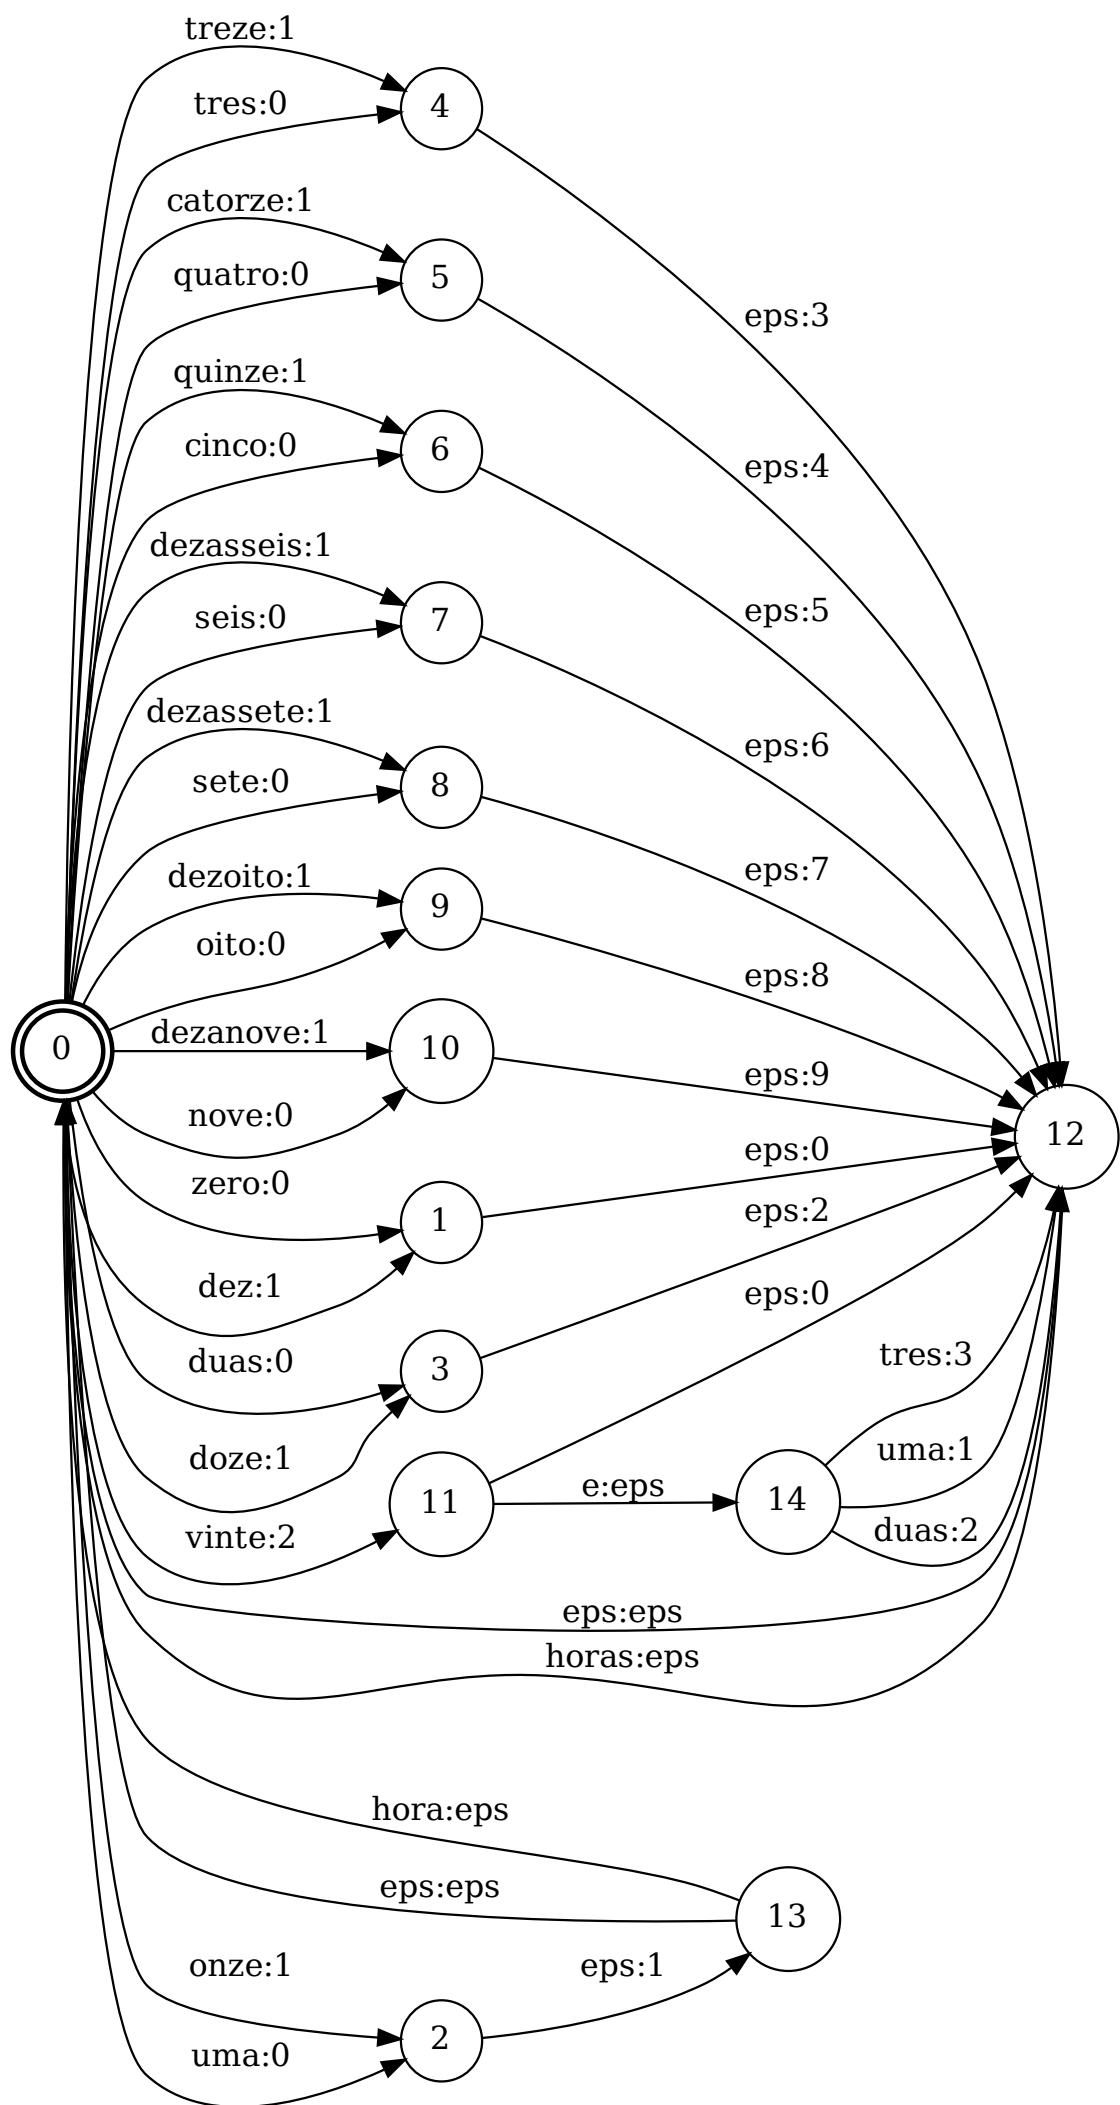 treze:1
4
tres:0
catorze:1
5
quatro:0
eps:3
quinze:1
6
cinco:0
eps:4
dezasseis:1
7
seis:0
eps:5
dezassete:1
8
sete:0
eps:6
dezoito:1
9
oito:0
eps:7
0
dezanove:1
10
nove:0
eps:8
eps:9
12
zero:0
1
eps:0
dez:1
eps:2
duas:0
3
eps:0
doze:1
tres:3
vinte:2
11
e:eps
14
uma:1
duas:2
eps:eps
horas:eps
hora:eps
eps:eps
13
onze:1
eps:1
2
uma:0